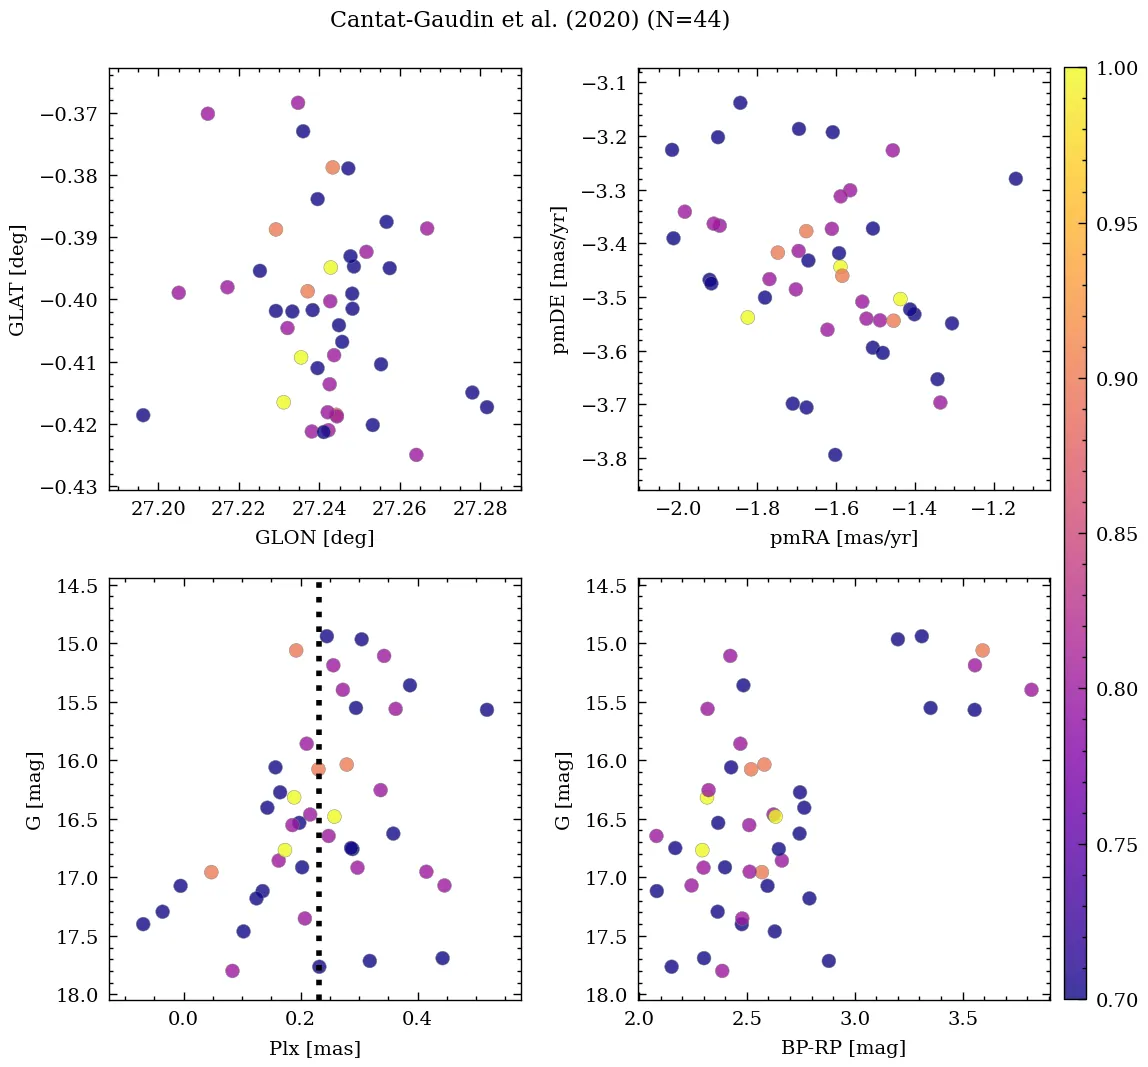 Cantat-Gaudin et al. (2020) (N=44)
−0.37
−0.38
−0.39
−0.40
−0.41
−0.42
−0.43
GLAT [deg]
27.20 27.22 27.24 27.26 27.28
GLON [deg]
−3.1
−3.2
−3.3
−3.4
−3.5
−3.6
−3.7
−3.8
pmDE [mas/yr]
−2.0 −1.8 −1.6 −1.4 −1.2
pmRA [mas/yr]
14.5
15.0
15.5
16.0
16.5
17.0
17.5
18.0
G [mag]
0.0 0.2 0.4
Plx [mas]
14.5
15.0
15.5
16.0
16.5
17.0
17.5
18.0
G [mag]
2.0 2.5 3.0 3.5
BP-RP [mag]
1.00
0.95
0.90
0.85
0.80
0.75
0.70